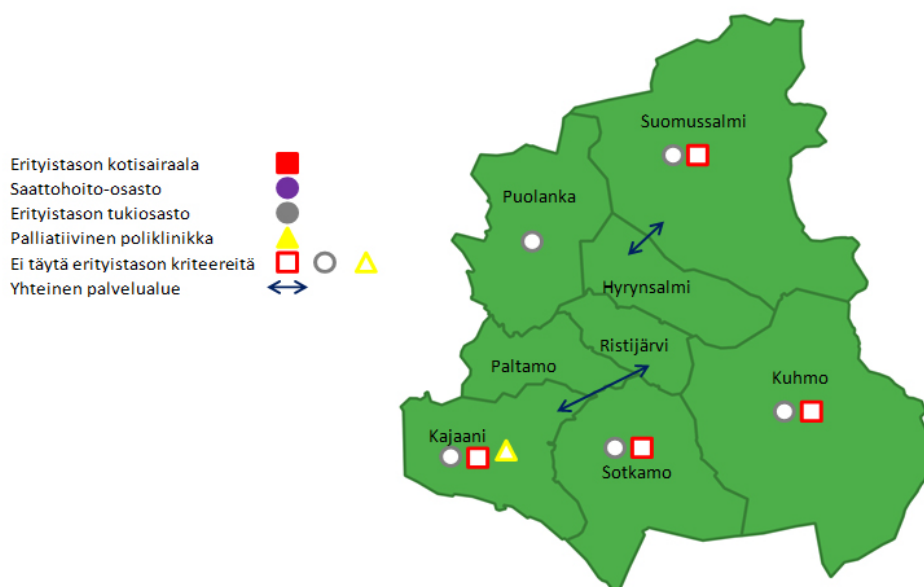 Erityistason kotisairaala
Saattohoito-osasto
Erityistason tukiosasto
Palliatiivinen poliklinikka
Ei täytä erityistason kriteereitä
Yhteinen palvelualue
Suomussalmi
Puolanka
Hyrynsalmi
Ristijärvi
Paltamo
Kuhmo
Kajaani
Sotkamo